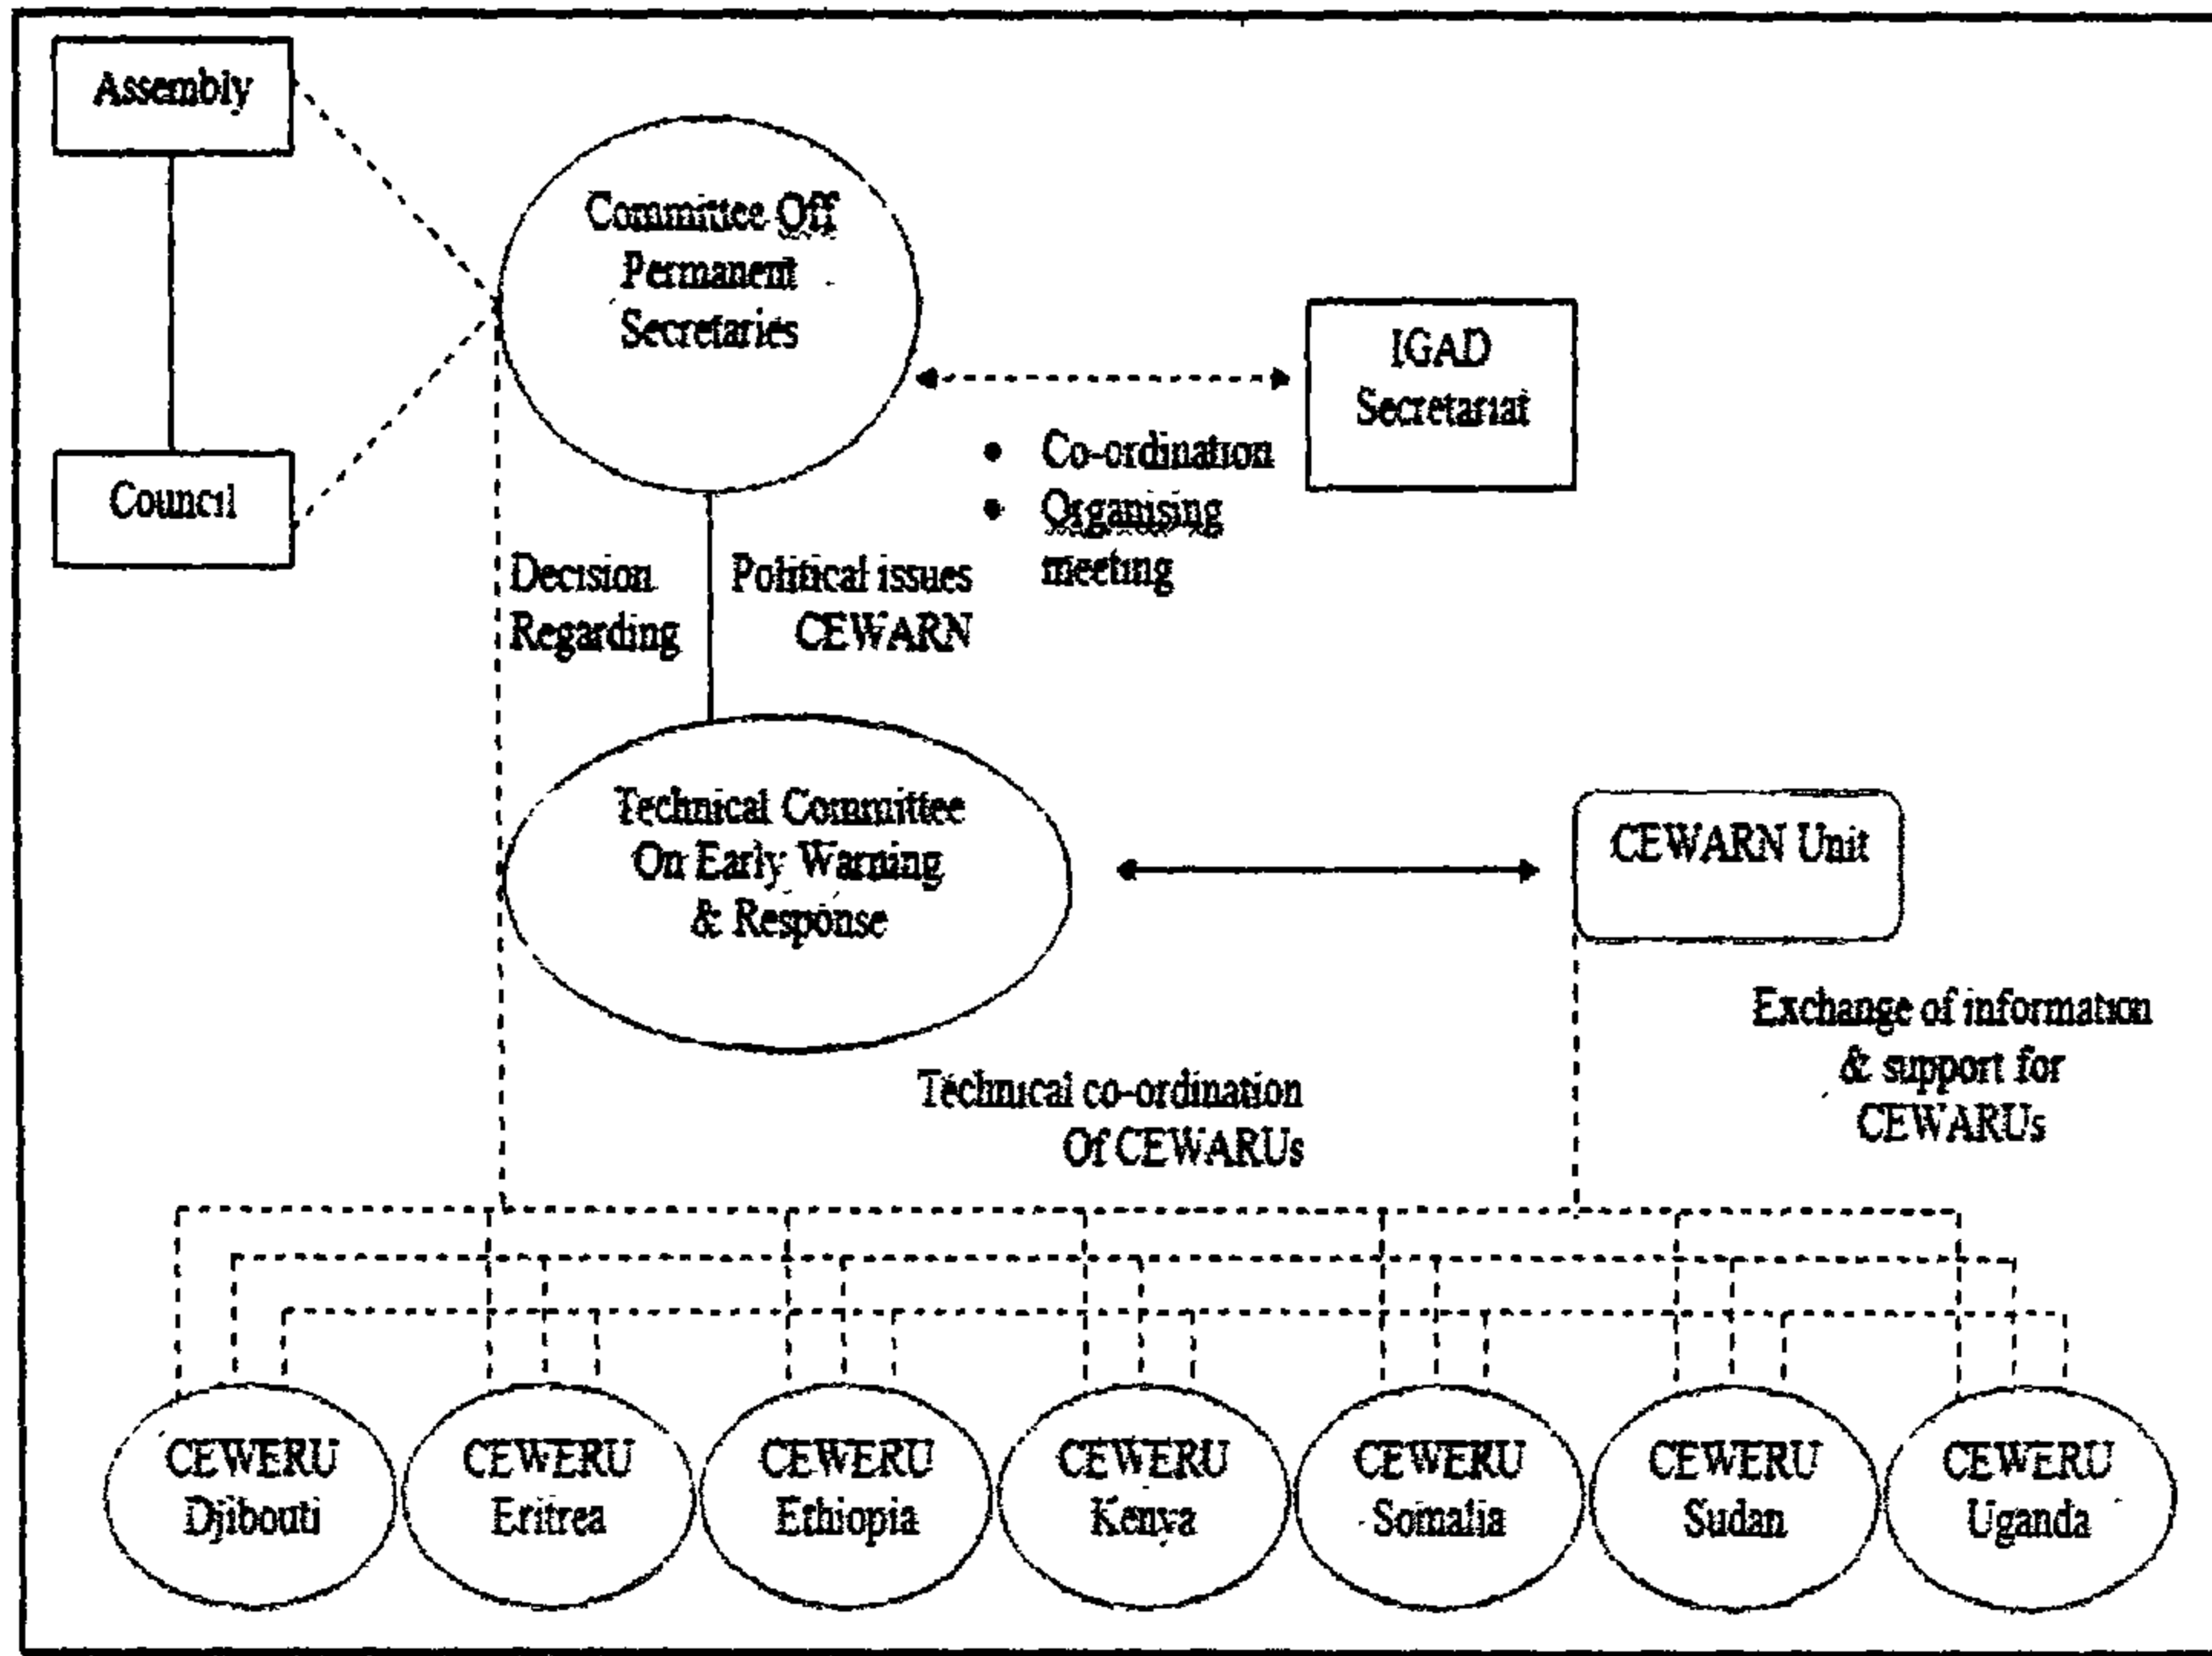 Assembly
Council
Committee Off
Permanent
Secretaries
IGAD
Secretariat
• Co-ordination
• Organising
meeting
Decision
Regarding
Political issues
CEWARN
Technical Committee
On Early Warning
& Response
CEWARN Unit
Exchange of information
& support for
CEWARUs
Technical co-ordination
Of CEWARUs
CEWERU
Djibouti
CEWERU
Eritrea
CEWERU
Ethiopia
CEWERU
Kenya
CEWERU
Somalia
CEWERU
Sudan
CEWERU
Uganda